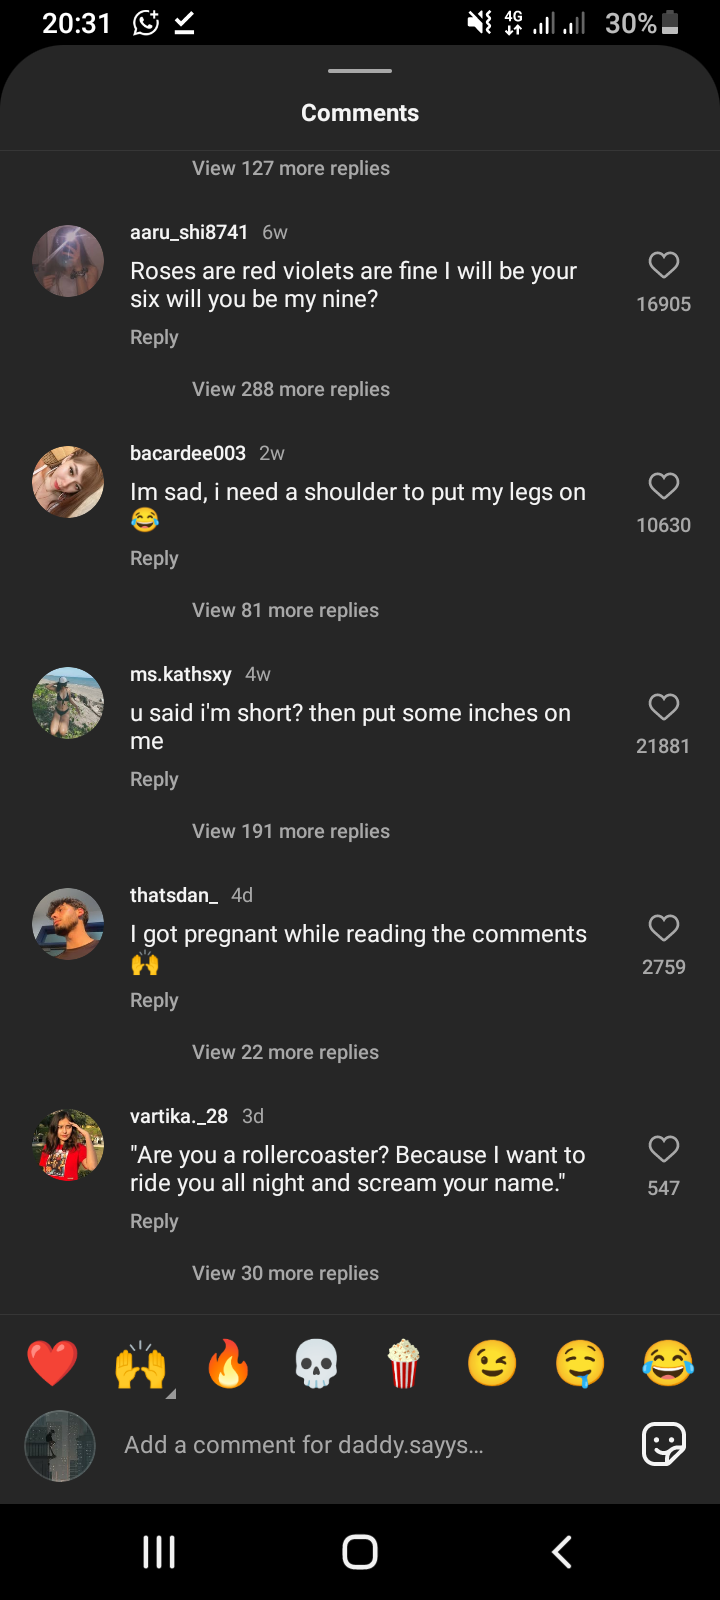 20:31 4G 30%
Comments
View 127 more replies
aaru_shi8741 6w
Roses are red violets are fine I will be your
six will you be my nine?
16905
Reply
View 288 more replies
bacardee003 2w
Im sad, i need a shoulder to put my legs on
😂
10630
Reply
View 81 more replies
ms.kathsxy 4w
u said i'm short? then put some inches on
me
21881
Reply
View 191 more replies
thatsdan_ 4d
I got pregnant while reading the comments
🙌
2759
Reply
View 22 more replies
vartika._28 3d
"Are you a rollercoaster? Because I want to
ride you all night and scream your name."
547
Reply
View 30 more replies
Add a comment for daddy.sayys...